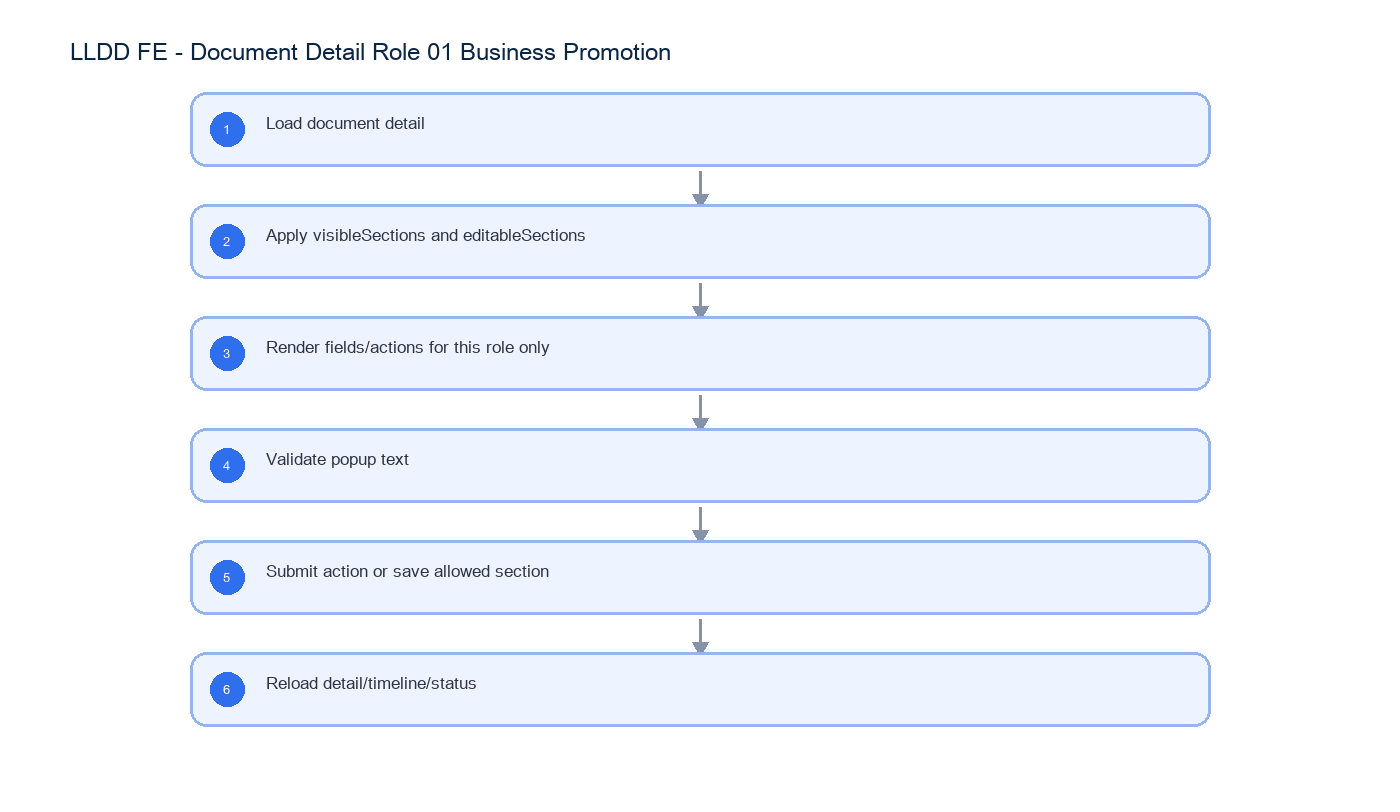 LLDD FE - Document Detail Role 01 Business Promotion
1 Load document detail
2 Apply visibleSections and editableSections
3 Render fields/actions for this role only
4 Validate popup text
5 Submit action or save allowed section
6 Reload detail/timeline/status